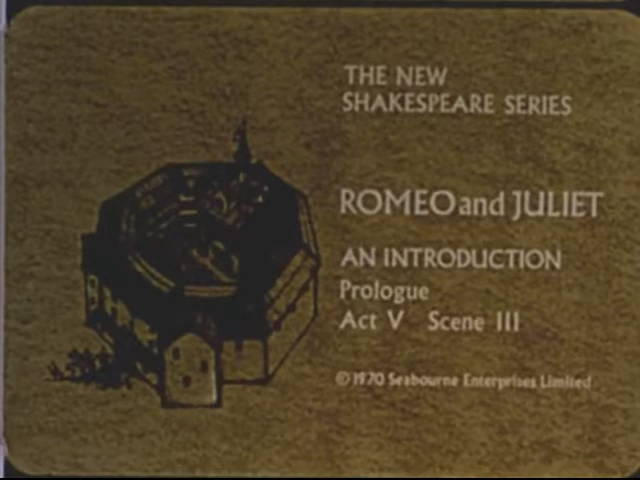 THE NEW
SHAKESPEARE SERIES
ROMEO and JULIET
AN INTRODUCTION
Prologue
Act V Scene III
© 1970 Seabourne Enterprises Limited